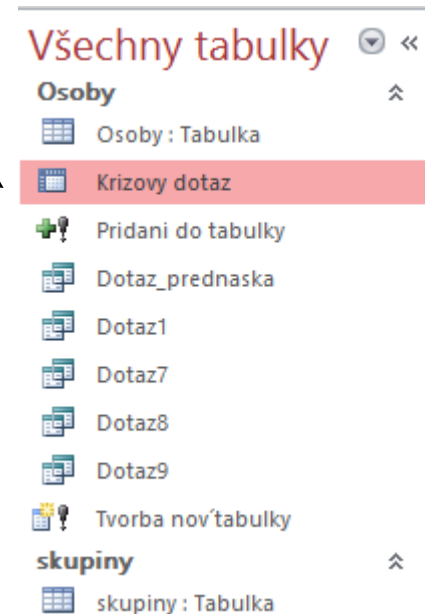 Všechny tabulky
Osoby
Osoby : Tabulka
Krizovy dotaz
Pridani do tabulky
Dotaz_prednaska
Dotaz1
Dotaz7
Dotaz8
Dotaz9
Tvorba nov´tabulky
skupiny
skupiny : Tabulka